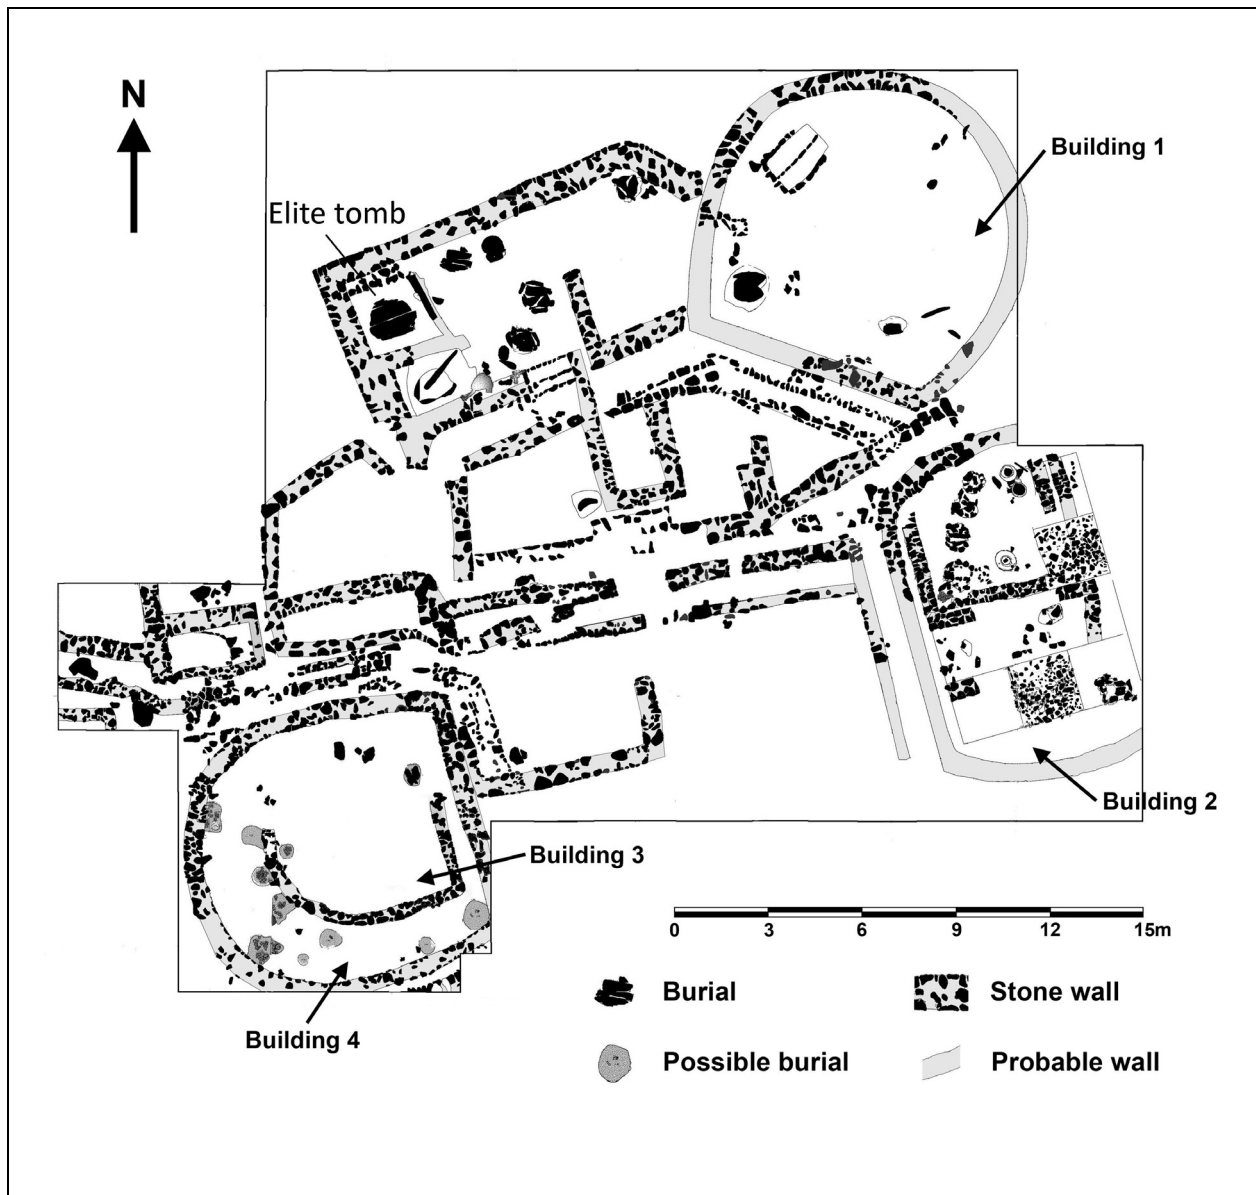 N
Building 1
Elite tomb
Building 2
Building 3
0 3 6 9 12 15m
Burial
Stone wall
Building 4
Possible burial
Probable wall